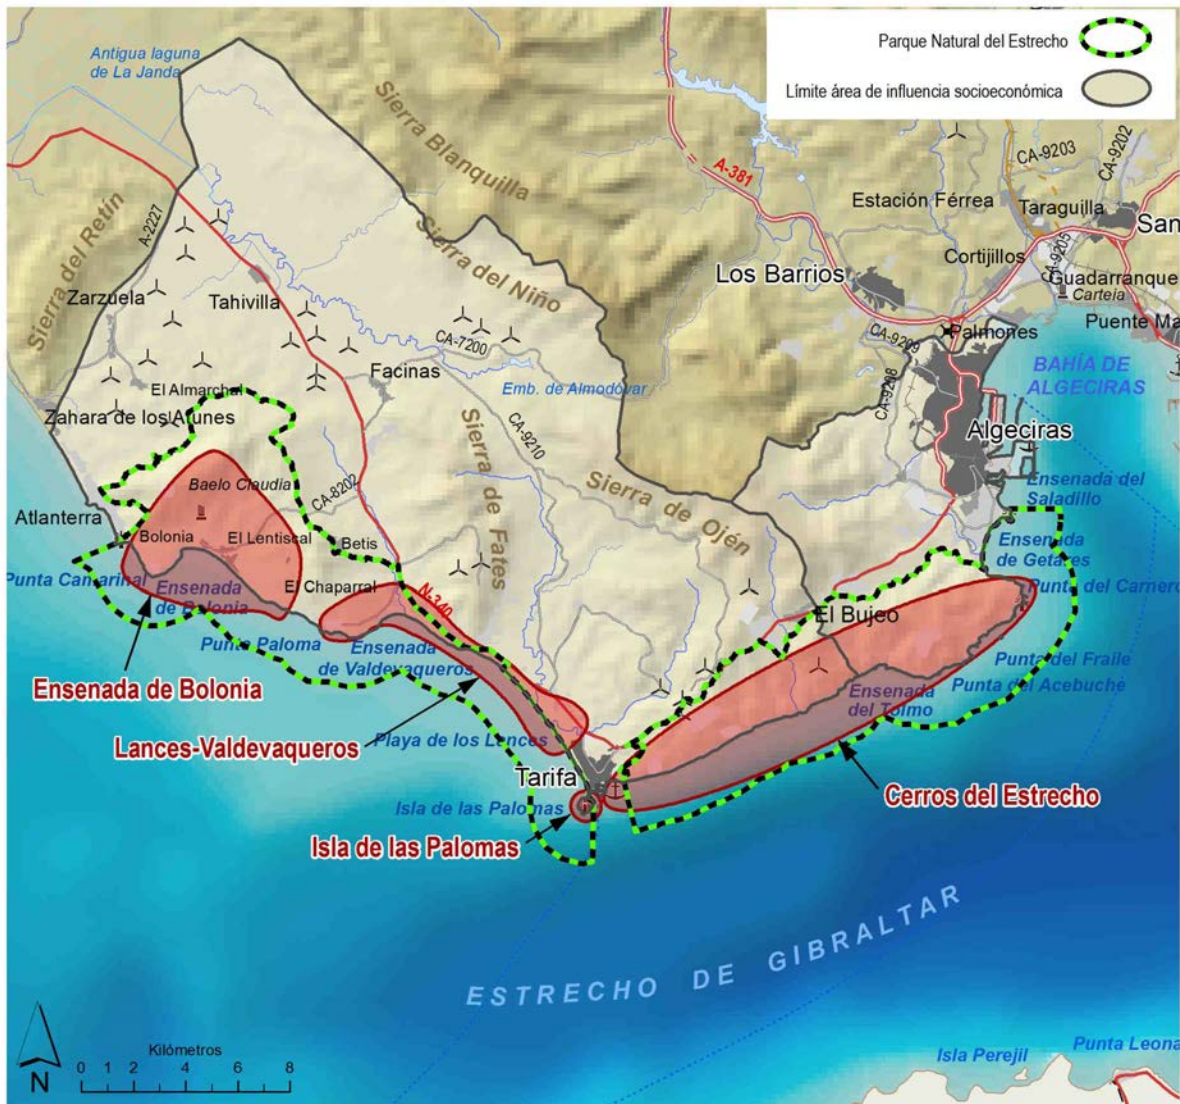 Parque Natural del Estrecho
Límite área de influencia socioeconómica
Antigua laguna
de La Janda
Sierra Blanquilla
A-381
CA-9203
CA-9202
Estación Férrea
Taraguilla
San
Sierra del Retín
A-2227
Sierra del Niño
Los Barrios
Cortijillos
CA-9205
Guadarranque
Carteia
Zarzuela
Tahivilla
Puente Ma
CA-9209
Palmones
CA-7200
BAHÍA DE
ALGECIRAS
Facinas
Emb. de Almodóvar
CA-9208
El Almarchal
Zahara de los Atunes
Algeciras
CA-9210
Sierra de Fates
Sierra de Ojén
Baelo Claudia
CA-8202
Ensenada del
Saladillo
Atlanterra
Bolonia
El Lentiscal
Betis
Ensenada
de Getares
Punta Camarinal
Ensenada
de Bolonia
El Chaparral
N-340
Punta del Carnero
El Bujeo
Punta Paloma
Ensenada
de Valdevaqueros
Punta del Fraile
Punta del Acebuche
Ensenada
del Tolmo
Ensenada de Bolonia
Lances-Valdevaqueros
Playa de los Lances
Tarifa
Cerros del Estrecho
Isla de las Palomas
Isla de las Palomas
ESTRECHO DE GIBRALTAR
Kilómetros
0 1 2 4 6 8
N
Isla Perejil
Punta Leona